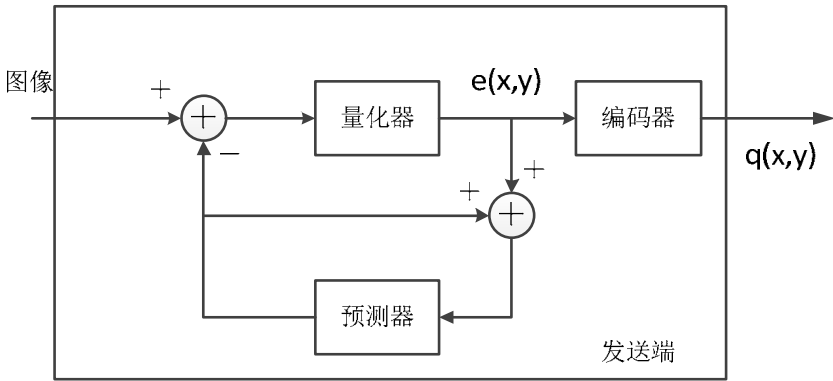 图像
+
+
−
量化器
e(x,y)
编码器
q(x,y)
+
+
+
预测器
发送端